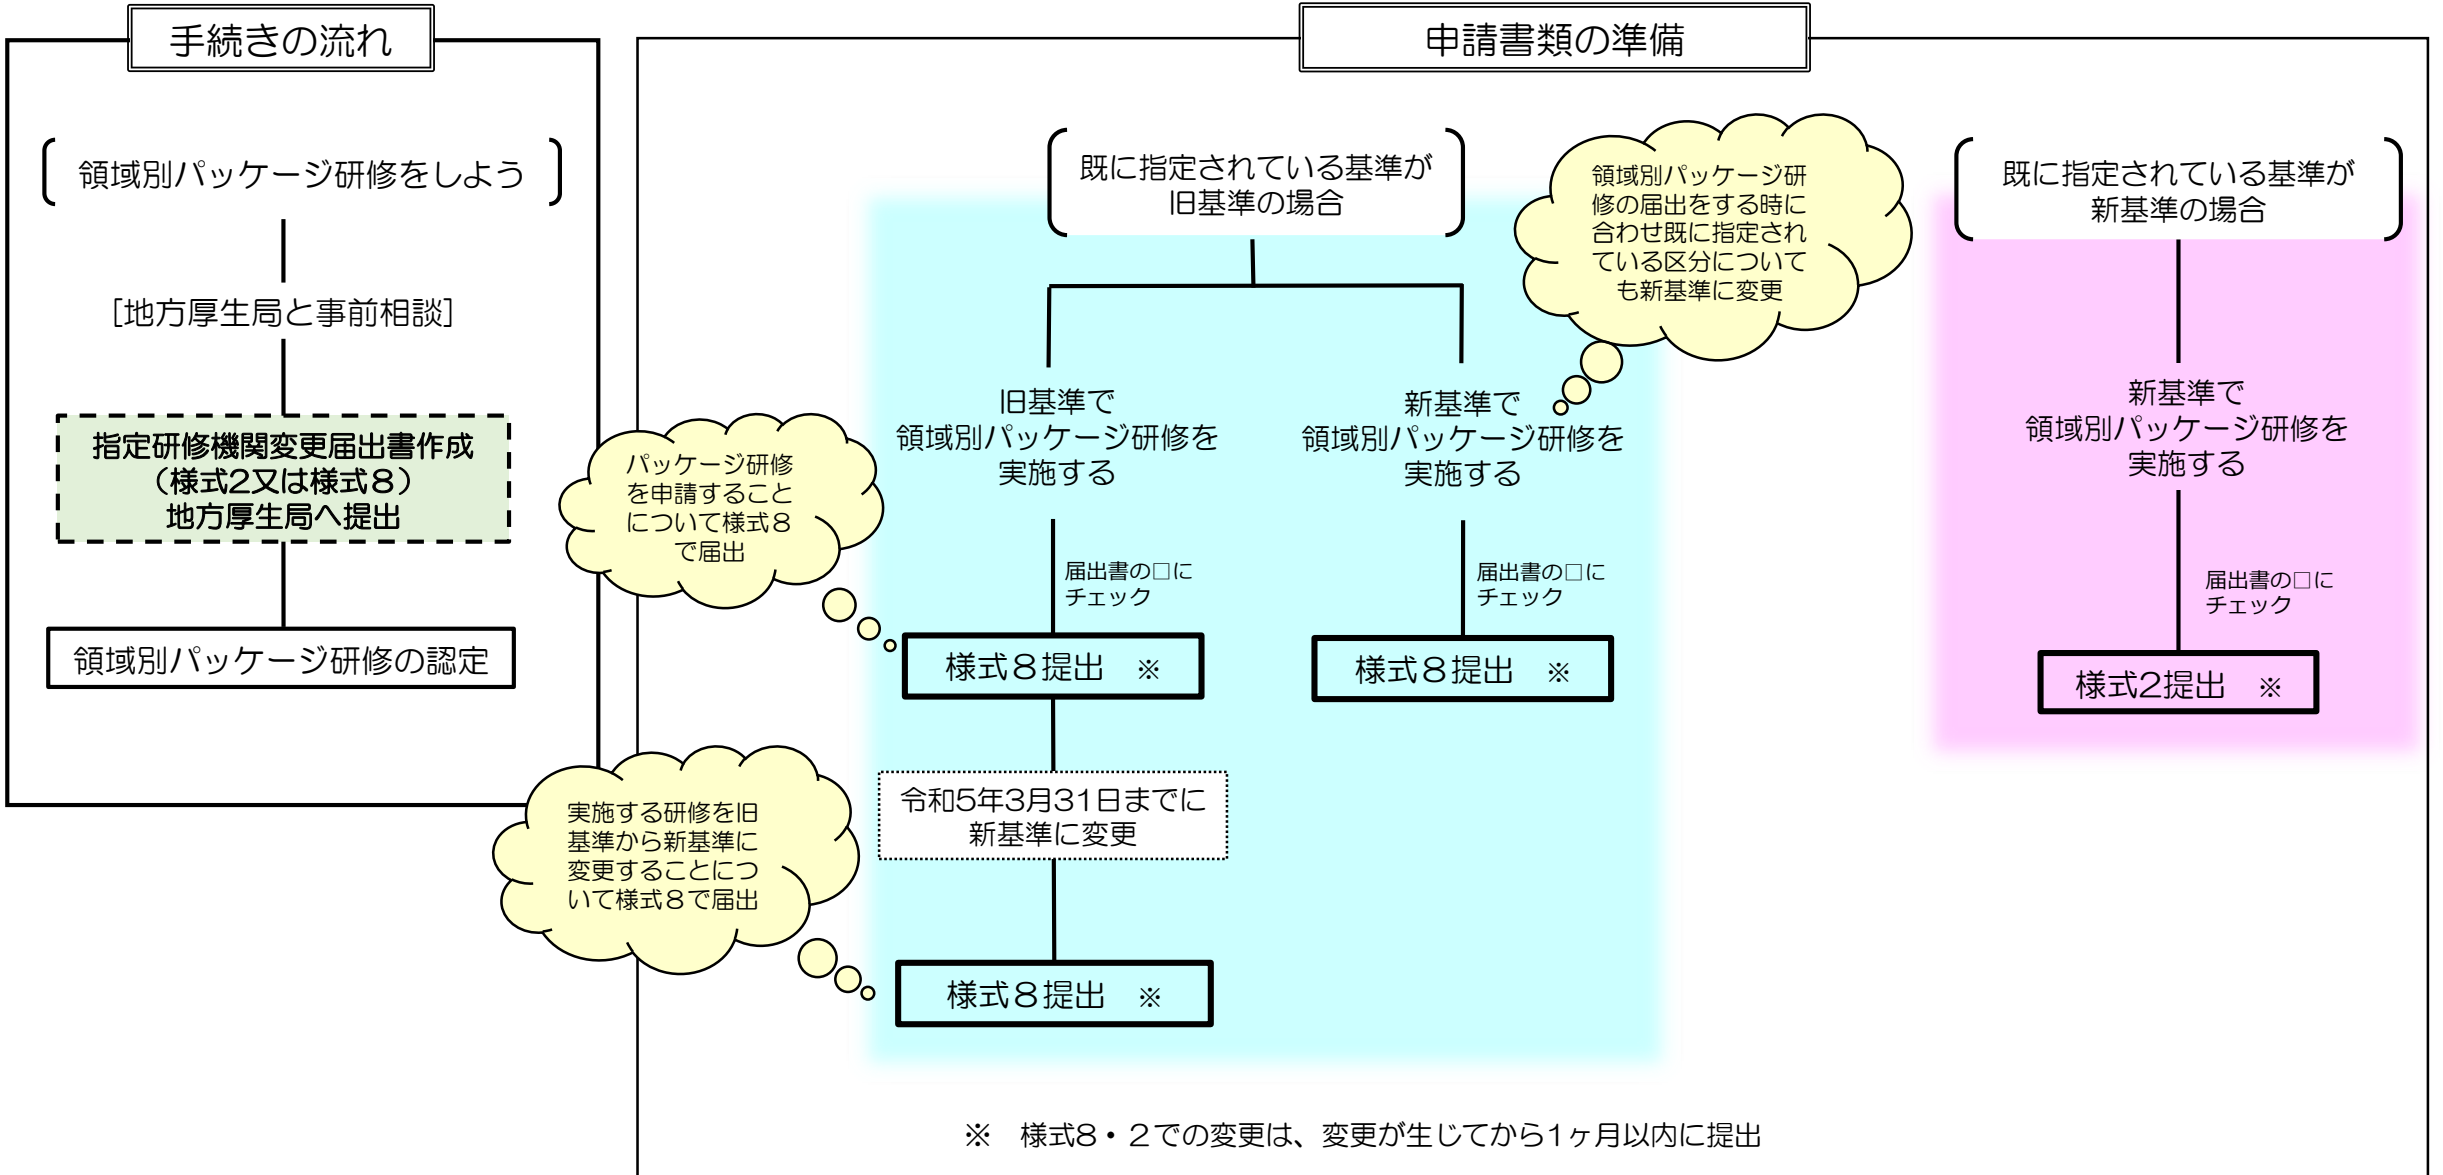 手続きの流れ
領域別パッケージ研修をしよう
[地方厚生局と事前相談]
指定研修機関変更届出書作成
（様式2又は様式８）
地方厚生局へ提出
領域別パッケージ研修の認定
申請書類の準備
既に指定されている基準が
旧基準の場合
領域別パッケージ研
修の届出をする時に
合わせ既に指定され
ている区分について
も新基準に変更
旧基準で
領域別パッケージ研修を
実施する
新基準で
領域別パッケージ研修を
実施する
パッケージ研修
を申請すること
について様式８
で届出
届出書の□に
チェック
届出書の□に
チェック
様式８提出　※
様式８提出　※
令和5年3月31日までに
新基準に変更
実施する研修を旧
基準から新基準に
変更することにつ
いて様式８で届出
様式８提出　※
既に指定されている基準が
新基準の場合
新基準で
領域別パッケージ研修を
実施する
届出書の□に
チェック
様式2提出　※
※　様式8・２での変更は、変更が生じてから1ヶ月以内に提出